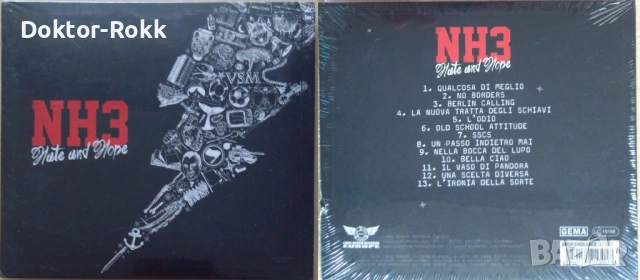 Doktor-Rokk
VSM
NH3
Hate and Hope
NH3
Hate and Hope
1. QUALCOSA DI MEGLIO
2. NO BORDERS
3. BERLIN CALLING
4. LA NUOVA TRATTA DEGLI SCHIAVI
5. L'ODIO
6. OLD SCHOOL ATTITUDE
7. SSCS
8. UN PASSO INDIETRO MAI
9. NELLA BOCCA DEL LUPO
10. BELLA CIAO
11. IL VASO DI PANDORA
12. UNA SCELTA DIVERSA
13. L'IRONIA DELLA SORTE
EUROPE
GEMA